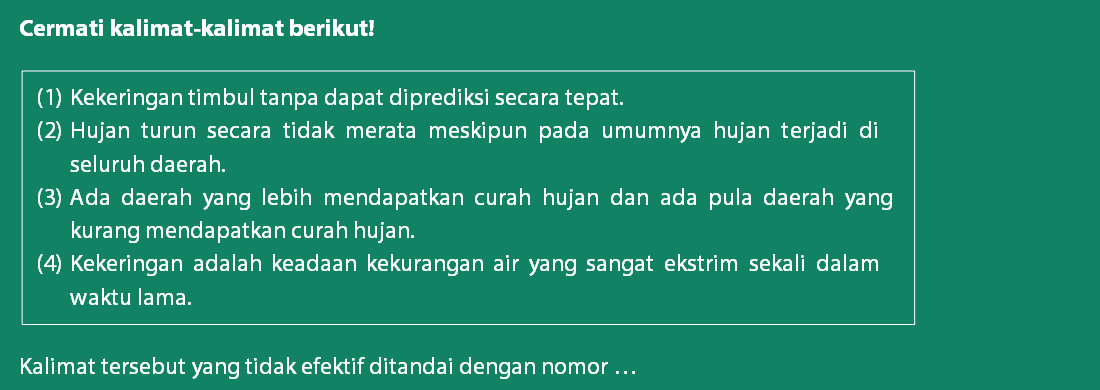 Cermati kalimat-kalimat berikut!
(1) Kekeringan timbul tanpa dapat diprediksi secara tepat.
(2) Hujan turun secara tidak merata meskipun pada umumnya hujan terjadi di
seluruh daerah.
(3) Ada daerah yang lebih mendapatkan curah hujan dan ada pula daerah yang
kurang mendapatkan curah hujan.
(4) Kekeringan adalah keadaan kekurangan air yang sangat ekstrim sekali dalam
waktu lama.
Kalimat tersebut yang tidak efektif ditandai dengan nomor …